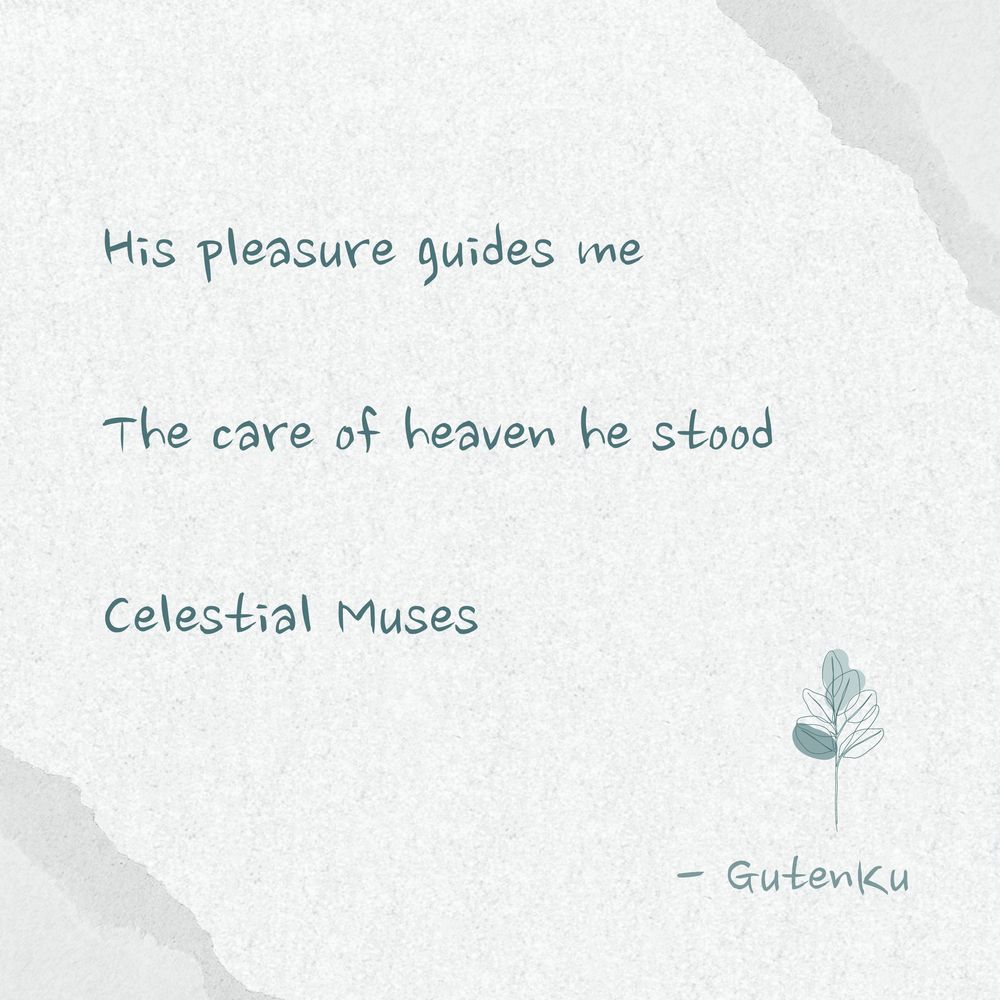 His pleasure guides me
The care of heaven he stood
Celestial Muses
- GutenKu